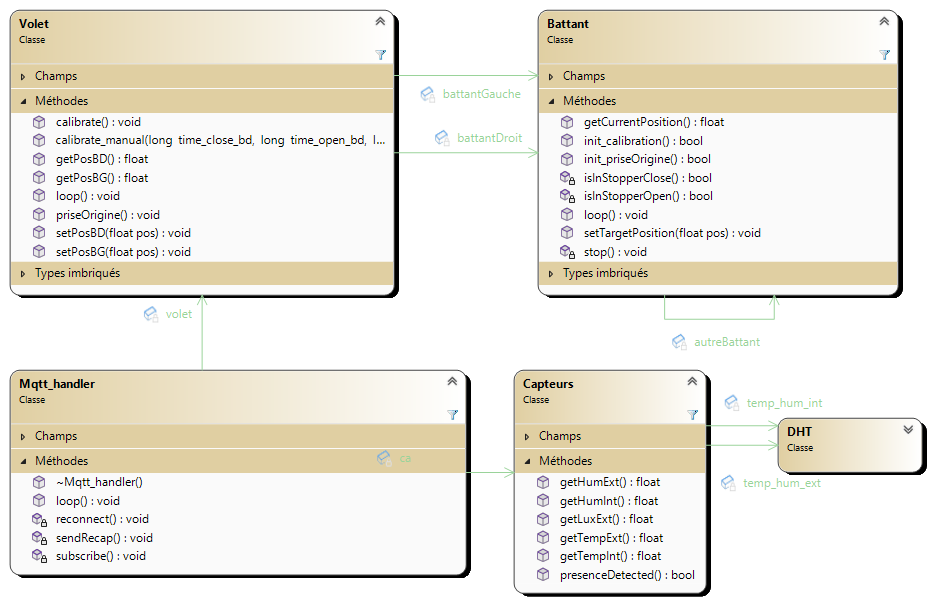 Volet
Classe
Champs
Méthodes
calibrate() : void
calibrate_manual(long time_close_bd, long time_open_bd, l...
getPosBD() : float
getPosBG() : float
loop() : void
priseOrigine() : void
setPosBD(float pos) : void
setPosBG(float pos) : void
Types imbriqués
battantGauche
battantDroit
Battant
Classe
Champs
Méthodes
getCurrentPosition() : float
init_calibration() : bool
init_priseOrigine() : bool
isInStopperClose() : bool
isInStopperOpen() : bool
loop() : void
setTargetPosition(float pos) : void
stop() : void
Types imbriqués
volet
autreBattant
Mqtt_handler
Classe
Champs
Méthodes
~Mqtt_handler()
loop() : void
reconnect() : void
sendRecap() : void
subscribe() : void
ca
Capteurs
Classe
Champs
Méthodes
getHumExt() : float
getHumInt() : float
getLuxExt() : float
getTempExt() : float
getTempInt() : float
presenceDetected() : bool
temp_hum_int
DHT
Classe
temp_hum_ext